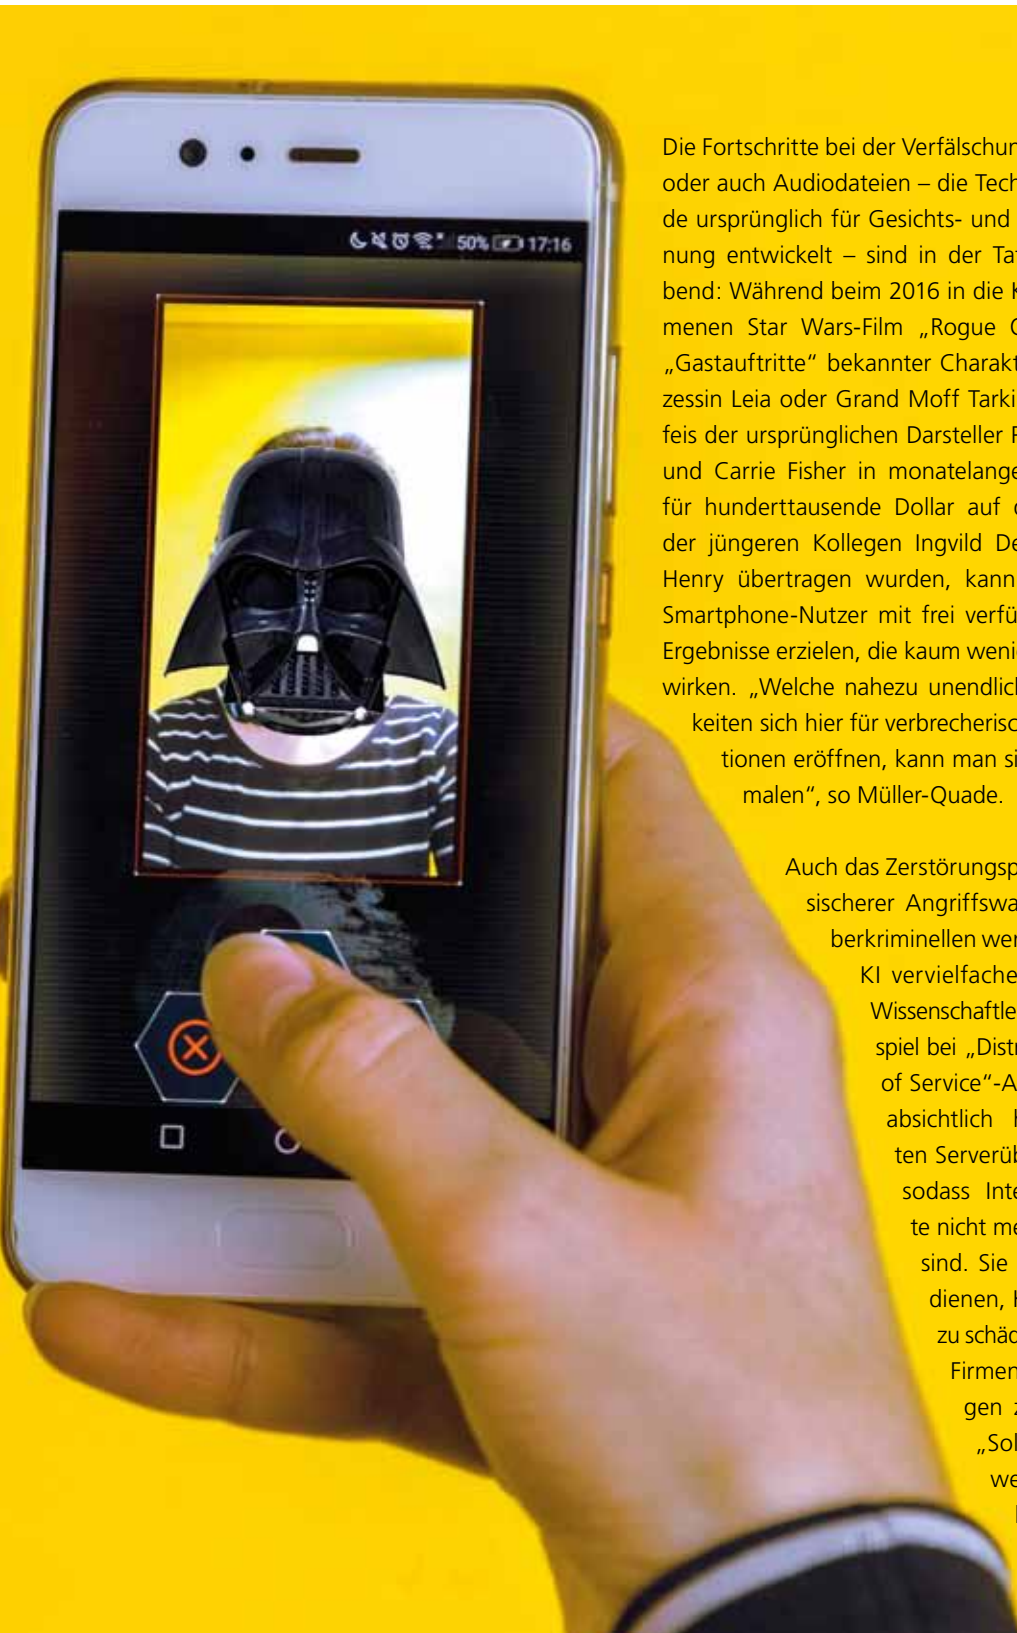 50% 17:16
Die Fortschritte bei der Verfälschun
oder auch Audiodateien – die Tech
de ursprünglich für Gesichts- und
nung entwickelt – sind in der Tat
bend: Während beim 2016 in die K
menen Star Wars-Film „Rogue O
„Gastauftritte“ bekannter Charakt
zessin Leia oder Grand Moff Tarki
feis der ursprünglichen Darsteller P
und Carrie Fisher in monatelange
für hunderttausende Dollar auf d
der jüngeren Kollegen Ingvild De
Henry übertragen wurden, kann
Smartphone-Nutzer mit frei verfü
Ergebnisse erzielen, die kaum weni
wirken. „Welche nahezu unendlich
keiten sich hier für verbrecherisc
tionen eröffnen, kann man si
malen“, so Müller-Quade.
Auch das Zerstörungsp
sischerer Angriffswa
berkriminellen wer
KI vervielfache
Wissenschaftle
spiel bei „Distr
of Service“-A
absichtlich h
ten Serverüb
sodass Inte
te nicht me
sind. Sie
dienen, H
zu schäd
Firmen
gen z
„Sol
we